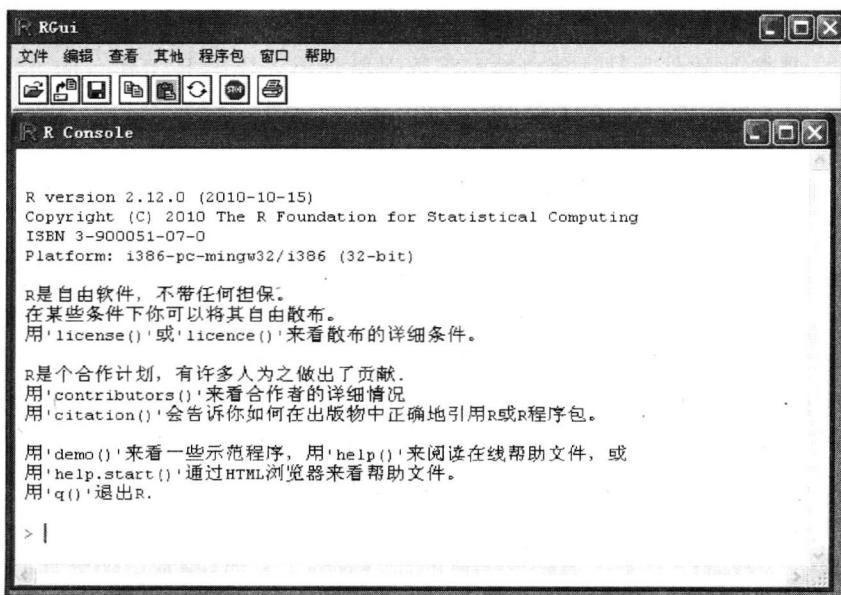 RGui
文件 编辑 查看 其他 程序包 窗口 帮助
STOP
R Console
R version 2.12.0 (2010-10-15)
Copyright (C) 2010 The R Foundation for Statistical Computing
ISBN 3-900051-07-0
Platform: i386-pc-mingw32/i386 (32-bit)
R是自由软件，不带任何担保。
在某些条件下你可以将其自由散布。
用'license()'或'licence()'来看散布的详细条件。
R是个合作计划，有许多人为之做出了贡献.
用'contributors()'来看合作者的详细情况
用'citation()'会告诉你如何在出版物中正确地引用R或R程序包。
用'demo()'来看一些示范程序，用'help()'来阅读在线帮助文件，或
用'help.start()'通过HTML浏览器来看帮助文件。
用'q()'退出R.
>